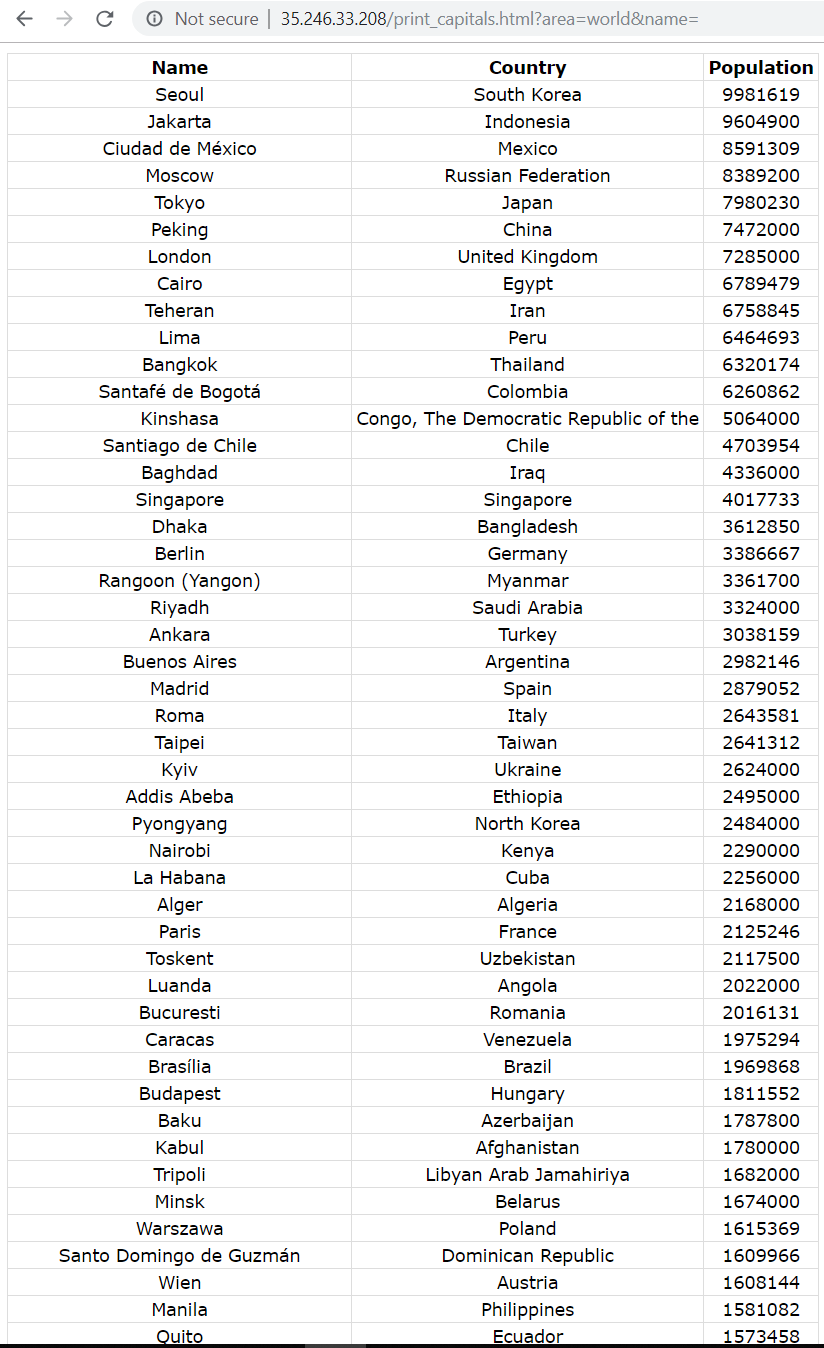 Not secure | 35.246.33.208/print_capitals.html?area=world&name=
Name Country Population
Seoul South Korea 9981619
Jakarta Indonesia 9604900
Ciudad de México Mexico 8591309
Moscow Russian Federation 8389200
Tokyo Japan 7980230
Peking China 7472000
London United Kingdom 7285000
Cairo Egypt 6789479
Teheran Iran 6758845
Lima Peru 6464693
Bangkok Thailand 6320174
Santafé de Bogotá Colombia 6260862
Kinshasa Congo, The Democratic Republic of the 5064000
Santiago de Chile Chile 4703954
Baghdad Iraq 4336000
Singapore Singapore 4017733
Dhaka Bangladesh 3612850
Berlin Germany 3386667
Rangoon (Yangon) Myanmar 3361700
Riyadh Saudi Arabia 3324000
Ankara Turkey 3038159
Buenos Aires Argentina 2982146
Madrid Spain 2879052
Roma Italy 2643581
Taipei Taiwan 2641312
Kyiv Ukraine 2624000
Addis Abeba Ethiopia 2495000
Pyongyang North Korea 2484000
Nairobi Kenya 2290000
La Habana Cuba 2256000
Alger Algeria 2168000
Paris France 2125246
Toskent Uzbekistan 2117500
Luanda Angola 2022000
Bucuresti Romania 2016131
Caracas Venezuela 1975294
Brasília Brazil 1969868
Budapest Hungary 1811552
Baku Azerbaijan 1787800
Kabul Afghanistan 1780000
Tripoli Libyan Arab Jamahiriya 1682000
Minsk Belarus 1674000
Warszawa Poland 1615369
Santo Domingo de Guzmán Dominican Republic 1609966
Wien Austria 1608144
Manila Philippines 1581082
Quito Ecuador 1573458